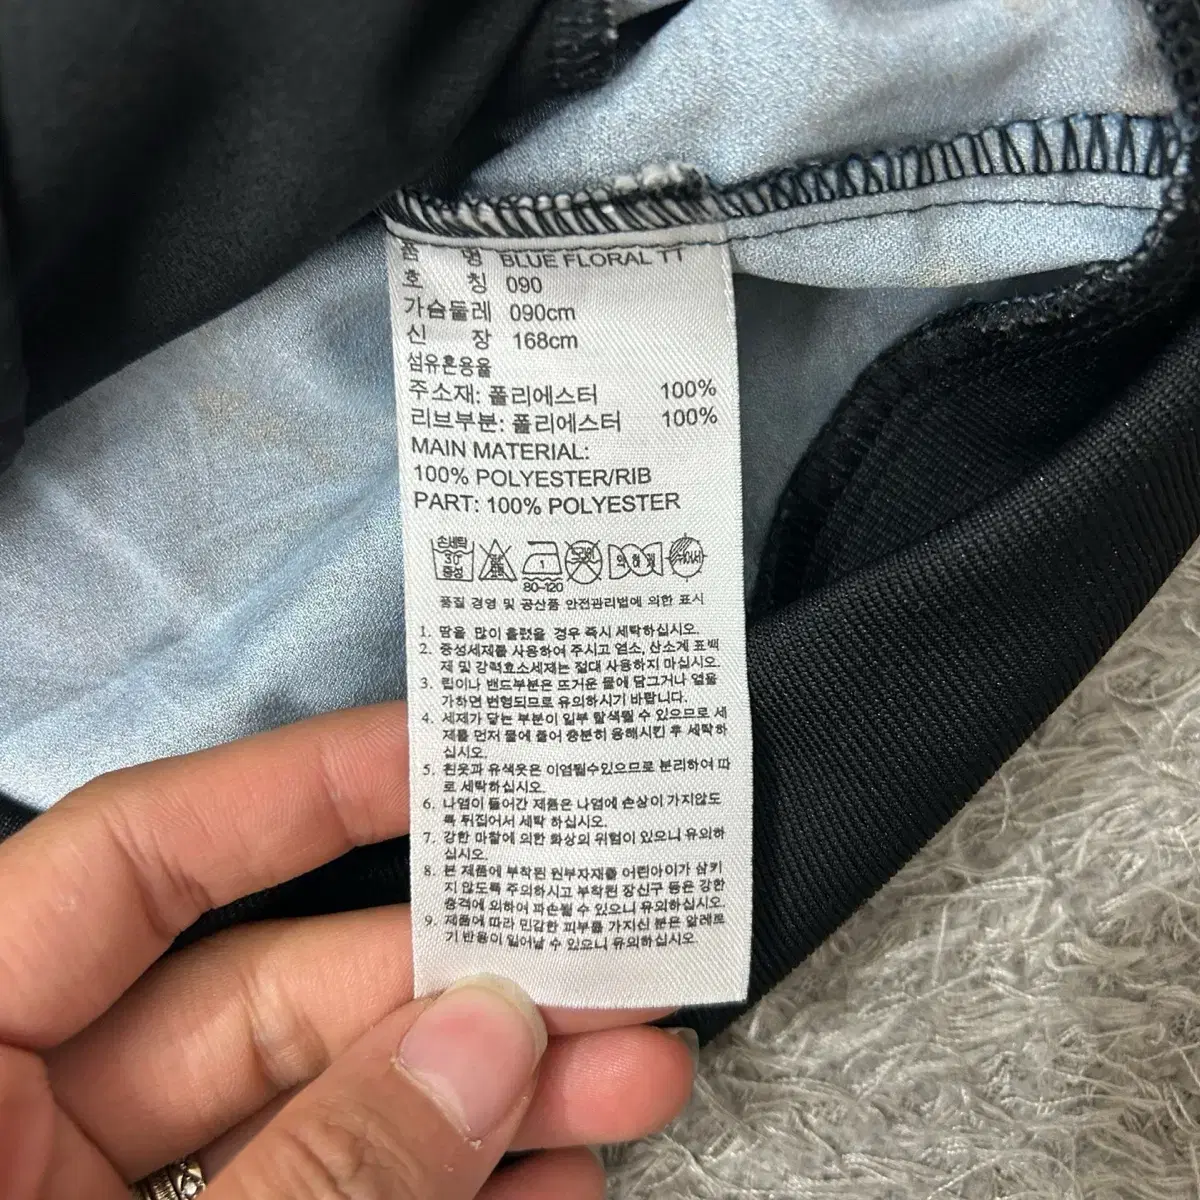 품 명 BLUE FLORAL TT
호 칭 090
가슴둘레 090cm
신 장 168cm
섬유혼용율
주소재: 폴리에스터 100%
리브부분: 폴리에스터 100%
MAIN MATERIAL:
100% POLYESTER/RIB
PART: 100% POLYESTER
손세탁
30°
중성
1
80-120
드라이
약하게
뉘어서
품질 경영 및 공산품 안전관리법에 의한 표시
1. 땀을 많이 흘렸을 경우 즉시 세탁하십시오.
2. 중성세제를 사용하여 주시고 염소, 산소계 표백
제 및 강력효소세제는 절대 사용하지 마십시오.
3. 립이나 밴드부분은 뜨거운 물에 담그거나 열을
가하면 변형되므로 유의하시기 바랍니다.
4. 세제가 닿는 부분이 일부 탈색될 수 있으므로 세
제를 먼저 물에 풀어 충분히 용해시킨 후 세탁하
십시오.
5. 흰옷과 유색옷은 이염될수있으므로 분리하여 따
로 세탁하십시오.
6. 나염이 들어간 제품은 나염에 손상이 가지않도
록 뒤집어서 세탁 하십시오.
7. 강한 마찰에 의한 화상의 위험이 있으니 유의하
십시오.
8. 본 제품에 부착된 원부자재를 어린아이가 삼키
지 않도록 주의하시고 부착된 장신구 등은 강한
충격에 의하여 파손될 수 있으니 유의하십시오.
9. 제품에 따라 민감한 피부를 가지신 분은 알레르
기 반응이 일어날 수 있으니 유의하십시오